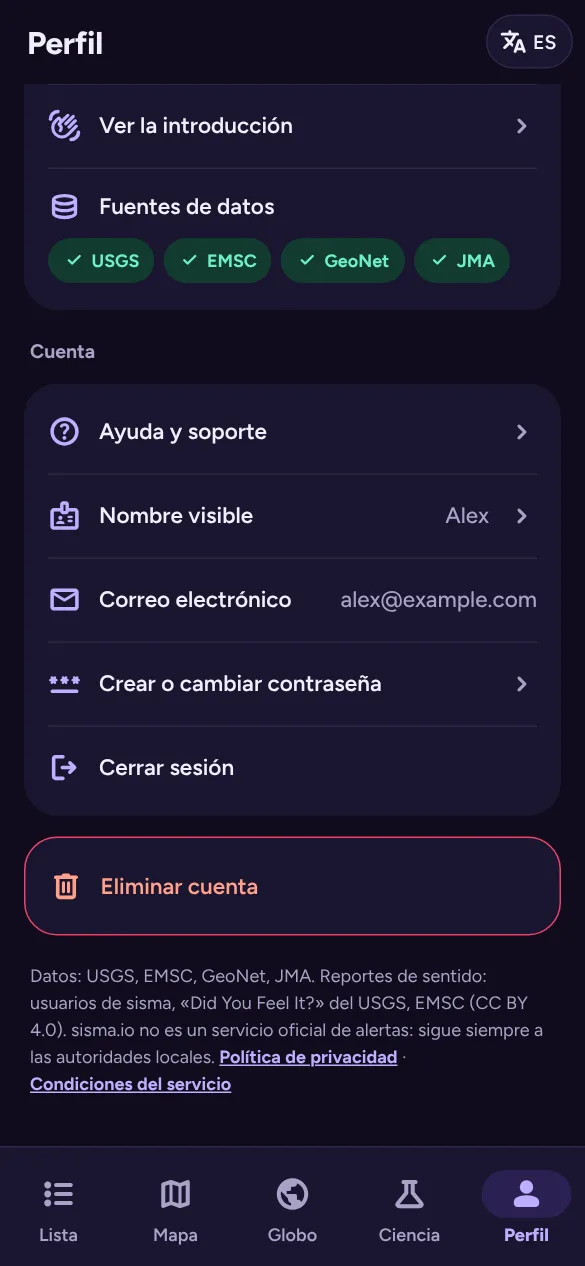 Perfil
ES
Ver la introducción
Fuentes de datos
USGS
EMSC
GeoNet
JMA
Cuenta
Ayuda y soporte
Nombre visible
Alex
Correo electrónico
alex@example.com
Crear o cambiar contraseña
Cerrar sesión
Eliminar cuenta
Datos: USGS, EMSC, GeoNet, JMA. Reportes de sentido:
usuarios de sisma, «Did You Feel It?» del USGS, EMSC (CC BY
4.0). sisma.io no es un servicio oficial de alertas: sigue siempre a
las autoridades locales. Política de privacidad ·
Condiciones del servicio
Lista
Mapa
Globo
Ciencia
Perfil